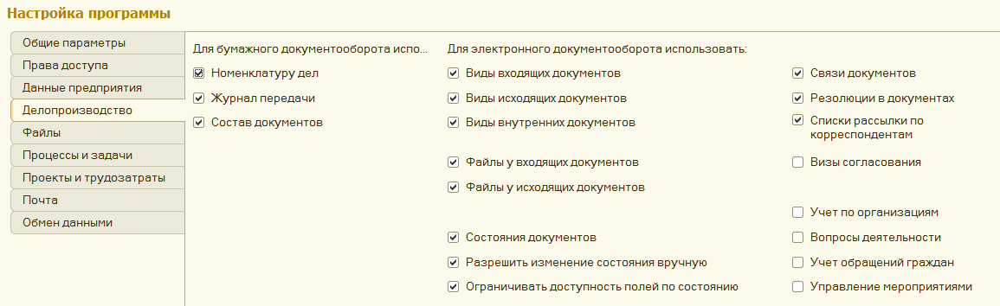 Настройка программы
Общие параметры
Права доступа
Данные предприятия
Делопроизводство
Файлы
Процессы и задачи
Проекты и трудозатраты
Почта
Обмен данными
Для бумажного документооборота испо...
Номенклатуру дел
Журнал передачи
Состав документов
Для электронного документооборота использовать:
Виды входящих документов
Виды исходящих документов
Виды внутренних документов
Файлы у входящих документов
Файлы у исходящих документов
Состояния документов
Разрешить изменение состояния вручную
Ограничивать доступность полей по состоянию
Связи документов
Резолюции в документах
Списки рассылки по
корреспондентам
Визы согласования
Учет по организациям
Вопросы деятельности
Учет обращений граждан
Управление мероприятиями